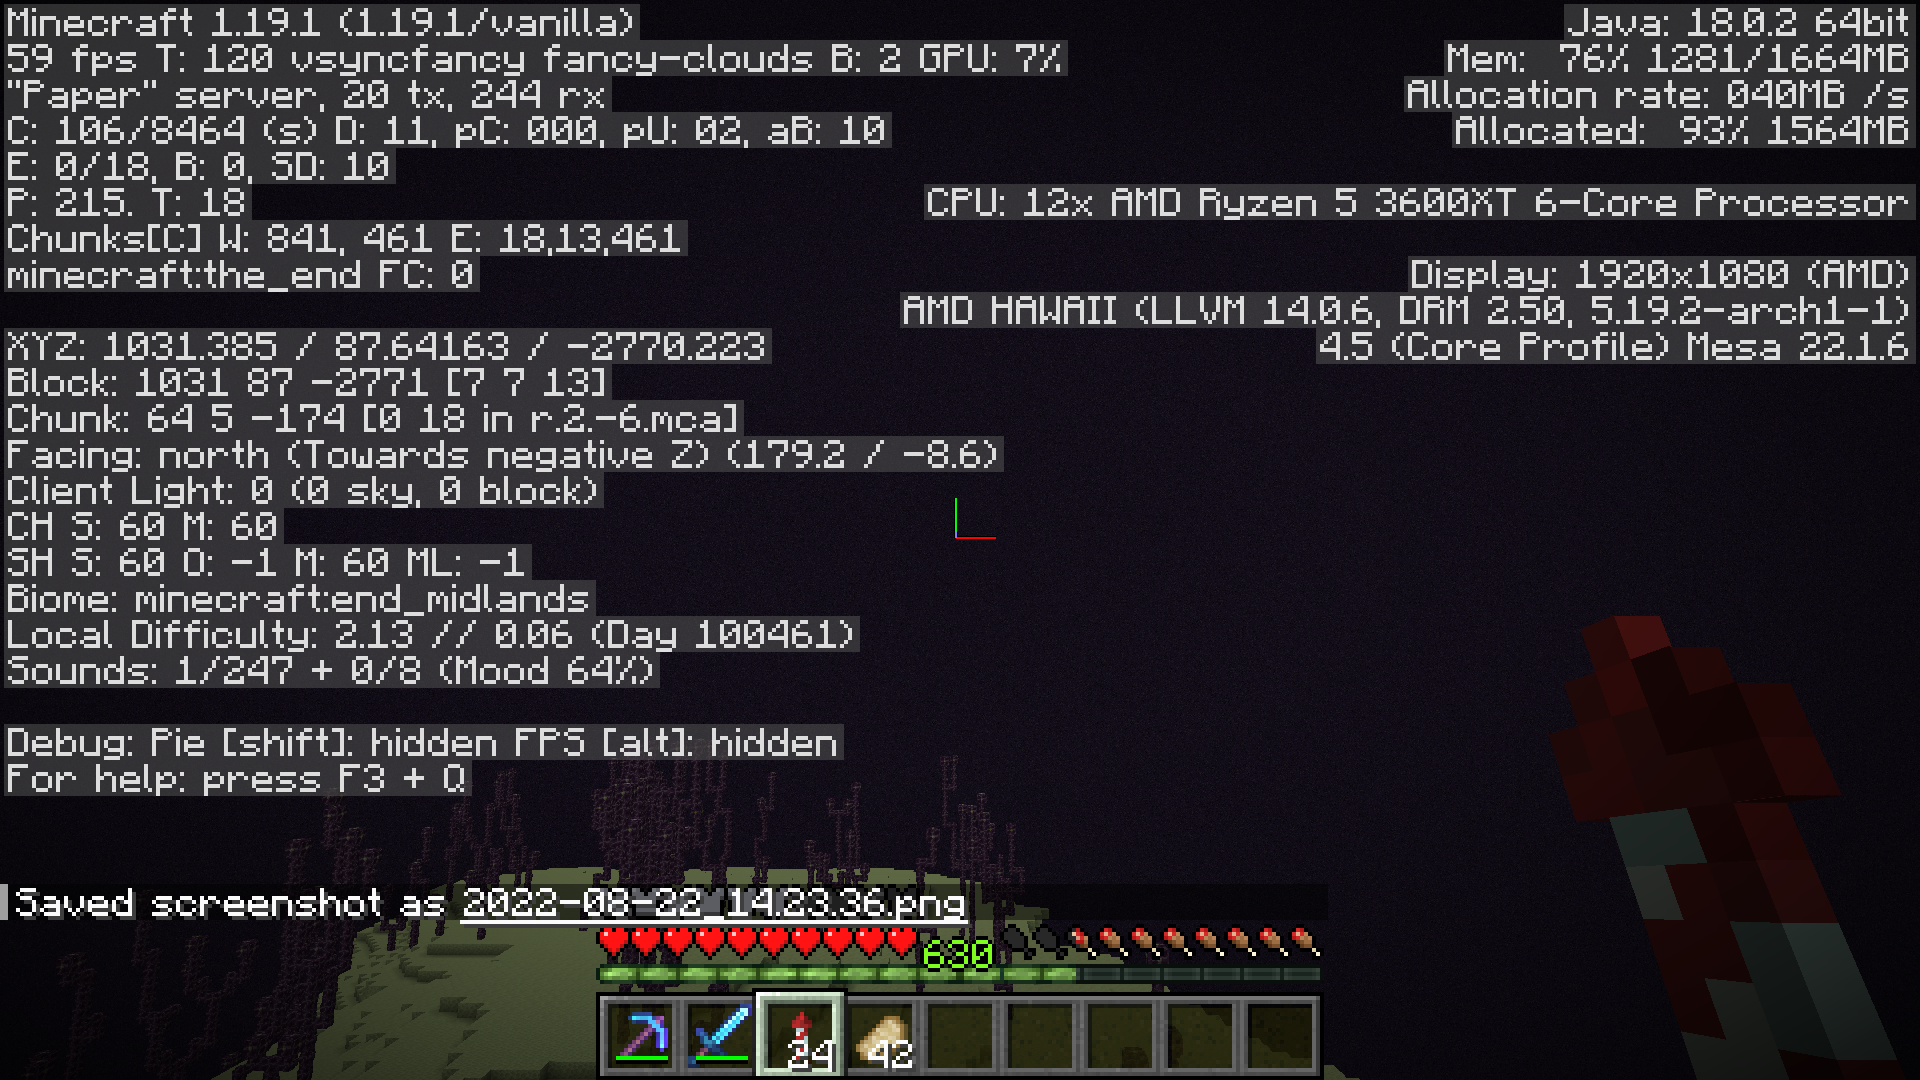 Minecraft 1.19.1 (1.19.1/vanilla)
59 fps T: 120 vsyncfancy fancy-clouds B: 2 GPU: 7%
"Paper" server, 20 tx, 244 rx
C: 106/8464 (s) D: 11, pC: 000, pU: 02, aB: 10
E: 0/18, B: 0, SD: 10
P: 215. T: 18
Chunks[C] W: 841, 461 E: 18,13,461
minecraft:the_end FC: 0
XYZ: 1031.385 / 87.64163 / -2770.223
Block: 1031 87 -2771 [7 7 13]
Chunk: 64 5 -174 [0 18 in r.2.-6.mca]
Facing: north (Towards negative Z) (179.2 / -8.6)
Client Light: 0 (0 sky, 0 block)
CH S: 60 M: 60
SH S: 60 O: -1 M: 60 ML: -1
Biome: minecraft:end_midlands
Local Difficulty: 2.13 // 0.06 (Day 100461)
Sounds: 1/247 + 0/8 (Mood 64%)
Debug: Pie [shift]: hidden FPS [alt]: hidden
For help: press F3 + Q
Java: 18.0.2 64bit
Mem: 76% 1281/1664MB
Allocation rate: 040MB /s
Allocated: 93% 1564MB
CPU: 12x AMD Ryzen 5 3600XT 6-Core Processor
Display: 1920x1080 (AMD)
AMD HAWAII (LLVM 14.0.6, DRM 2.50, 5.19.2-arch1-1)
4.5 (Core Profile) Mesa 22.1.6
Saved screenshot as 2022-08-22_14.23.36.png
630
24
42